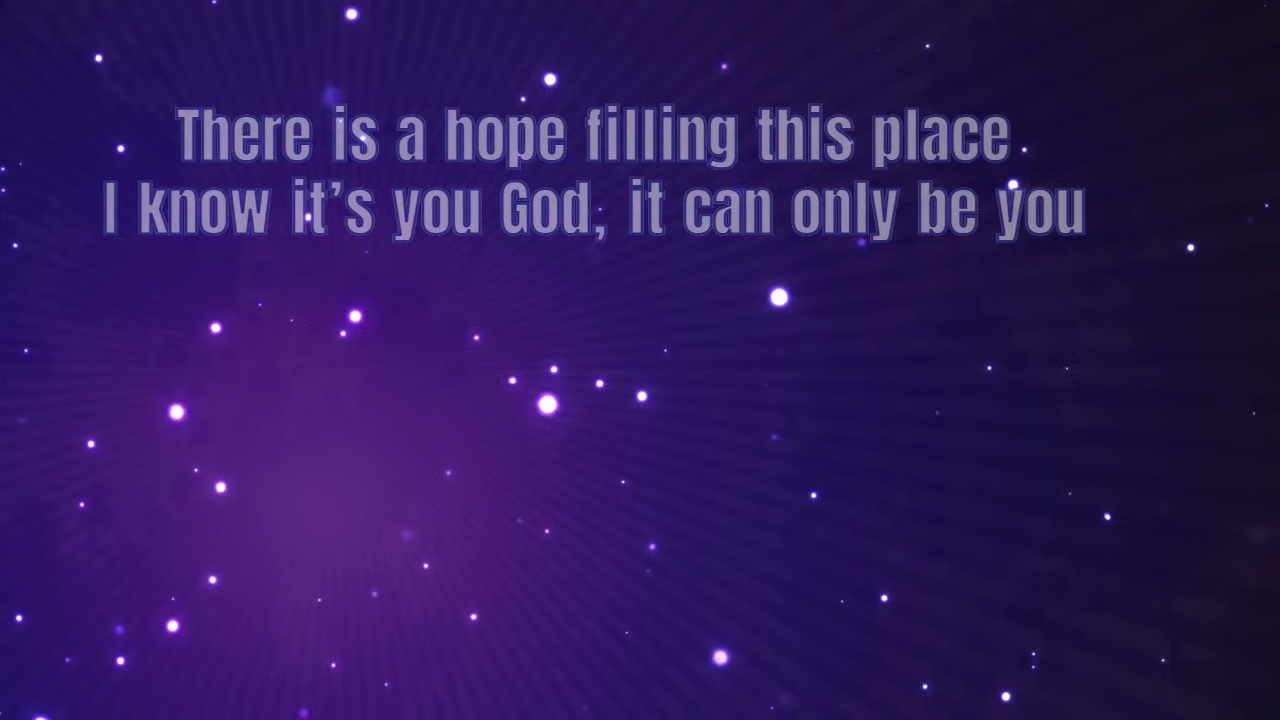 There is a hope filling this place
I know it’s you God, it can only be you